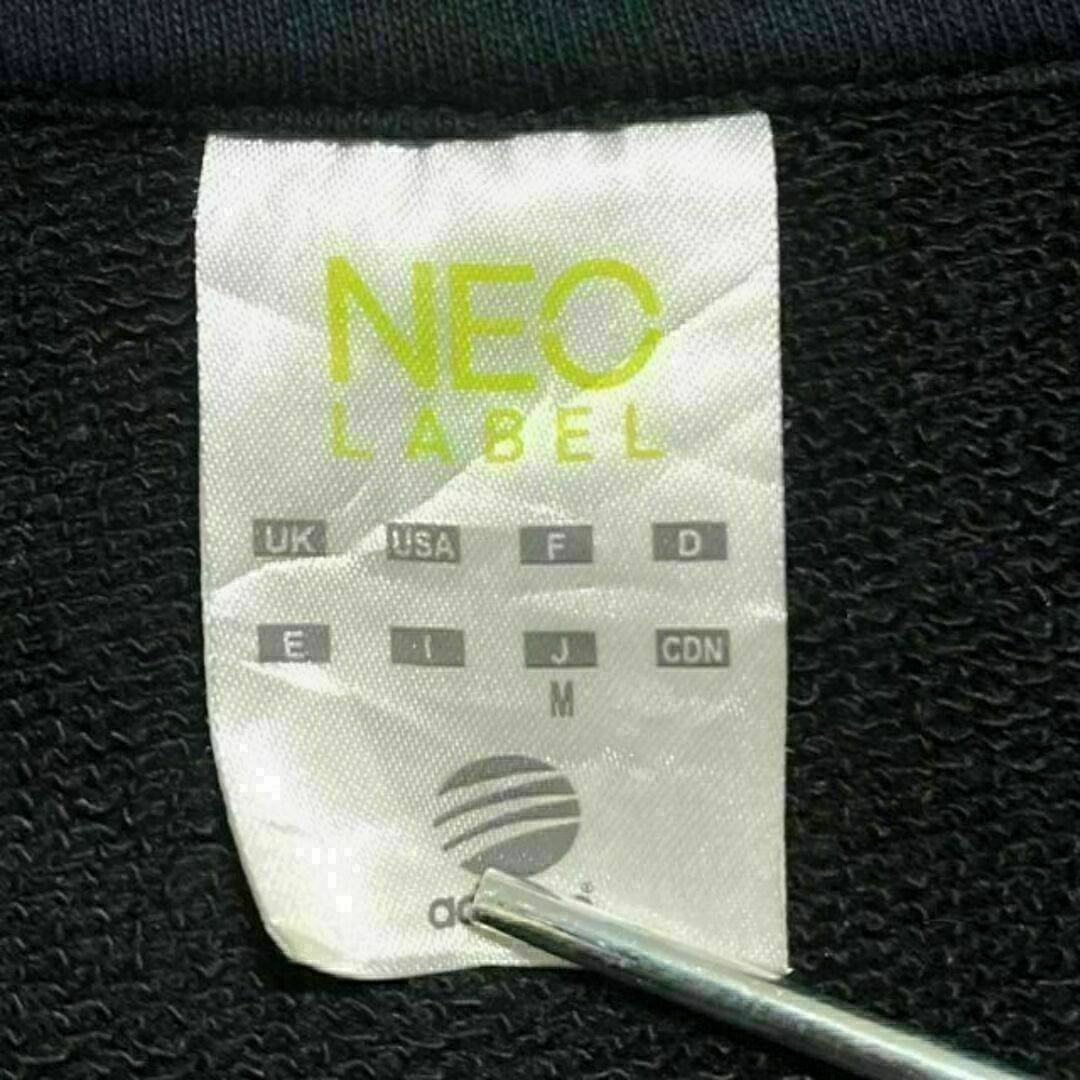 NEO
LABEL
UK USA F D
E I J CDN
M